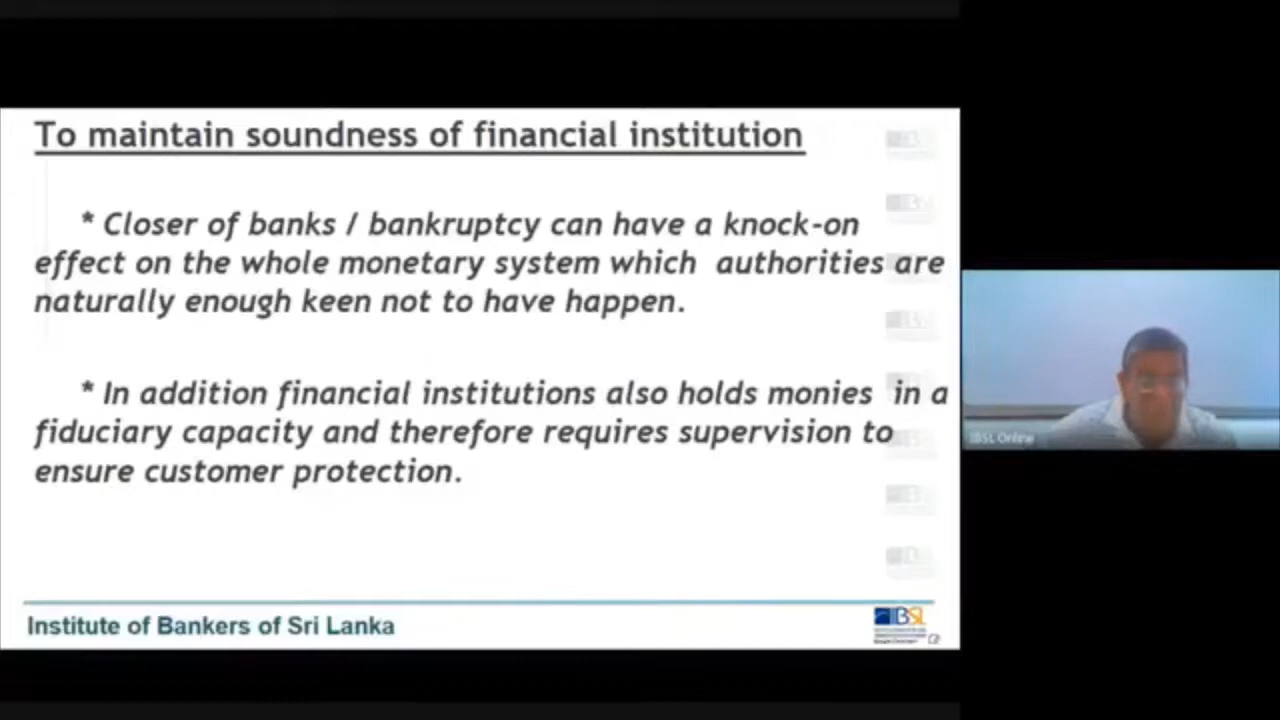 To maintain soundness of financial institution
* Closer of banks / bankruptcy can have a knock-on
effect on the whole monetary system which authorities are
naturally enough keen not to have happen.
* In addition financial institutions also holds monies in a
fiduciary capacity and therefore requires supervision to
ensure customer protection.
Institute of Bankers of Sri Lanka
IBSL
IBSL Online